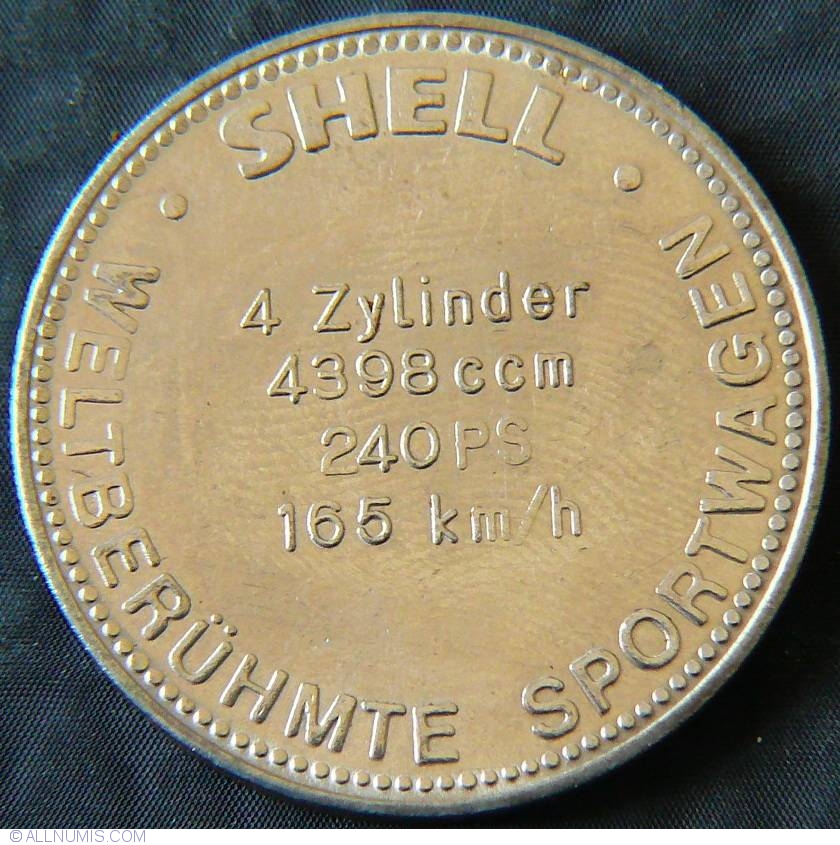 SHELL
4 Zylinder
4398 ccm
240 PS
165 km/h
· WELTBERÜHMTE SPORTWAGEN ·
© ALLNUMIS.COM